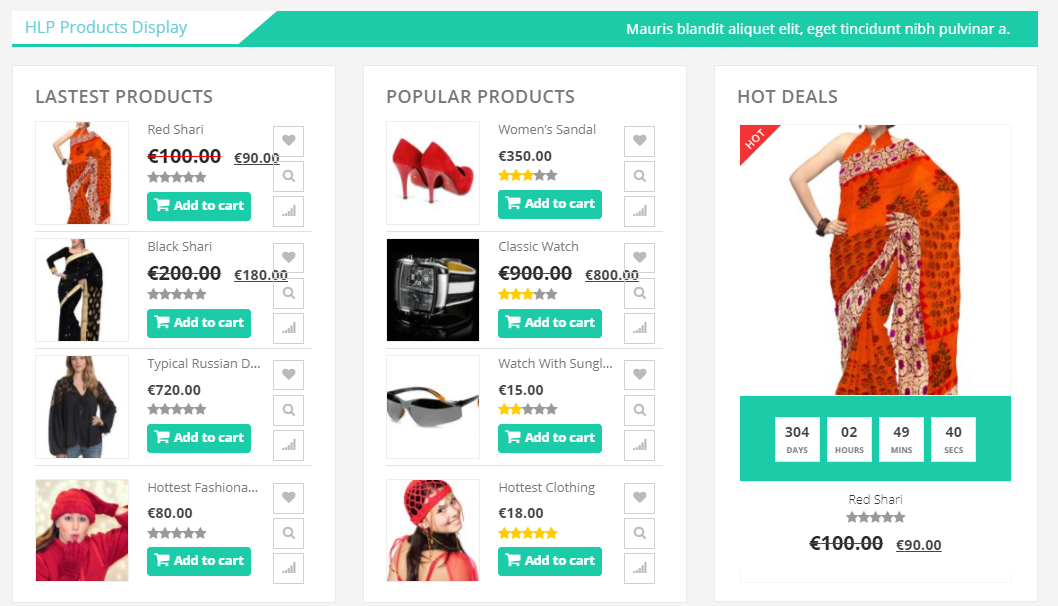 HLP Products Display
Mauris blandit aliquet elit, eget tincidunt nibh pulvinar a.
LASTEST PRODUCTS
Red Shari
€100.00 €90.00
Add to cart
Black Shari
€200.00 €180.00
Add to cart
Typical Russian D...
€720.00
Add to cart
Hottest Fashiona...
€80.00
Add to cart
POPULAR PRODUCTS
Women's Sandal
€350.00
Add to cart
Classic Watch
€900.00 €800.00
Add to cart
Watch With Sungl...
€15.00
Add to cart
Hottest Clothing
€18.00
Add to cart
HOT DEALS
HOT
304 02 49 40
DAYS HOURS MINS SECS
Red Shari
€100.00 €90.00